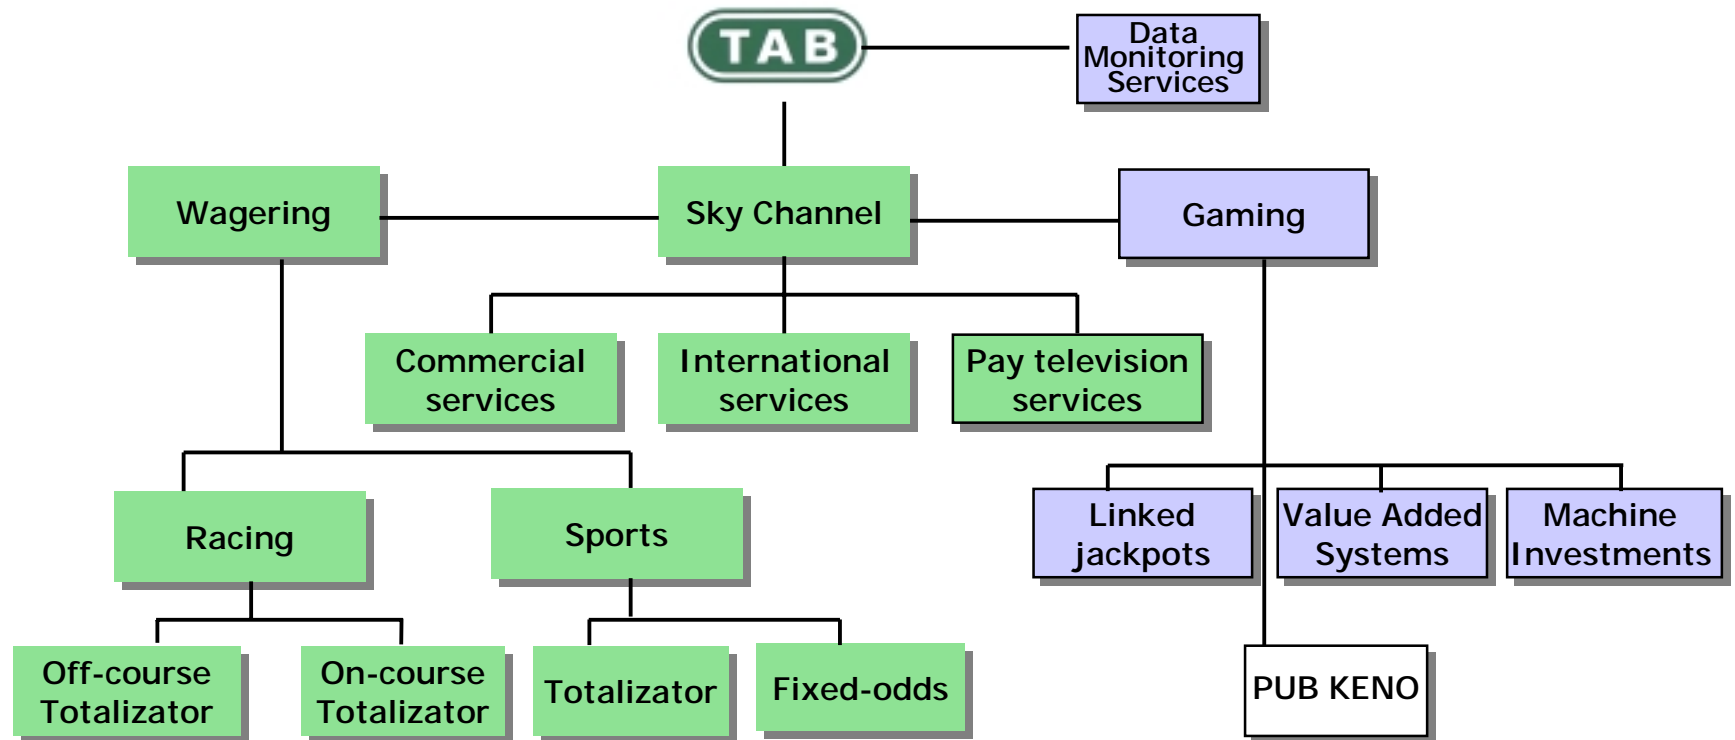 TAB
Data
Monitoring
Services
Wagering
Sky Channel
Gaming
Commercial
services
International
services
Pay television
services
Racing
Sports
Linked
jackpots
Value Added
Systems
Machine
Investments
Off-course
Totalizator
On-course
Totalizator
Totalizator
Fixed-odds
PUB KENO